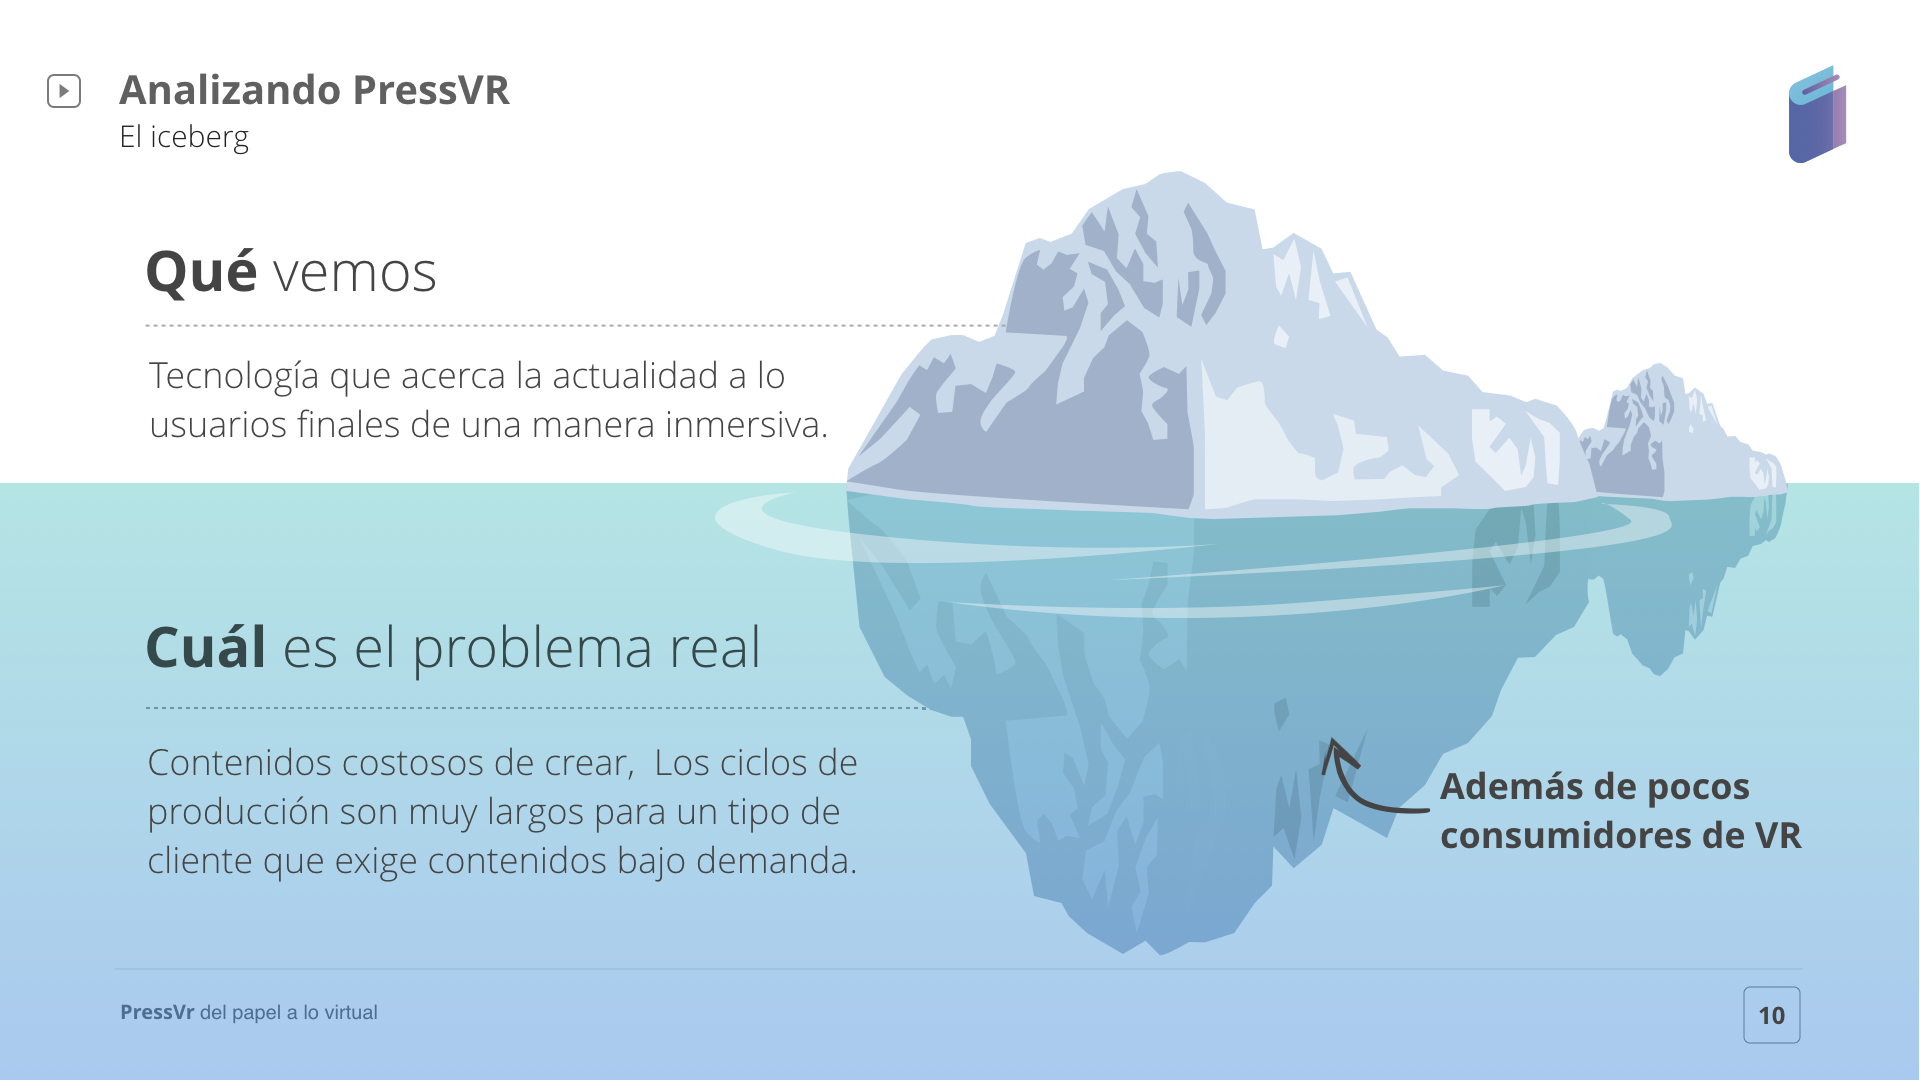 Analizando PressVR
El iceberg
Qué vemos
Tecnología que acerca la actualidad a lo
usuarios finales de una manera inmersiva.
Cuál es el problema real
Contenidos costosos de crear,  Los ciclos de
producción son muy largos para un tipo de
cliente que exige contenidos bajo demanda.
Además de pocos
consumidores de VR
PressVr del papel a lo virtual
10